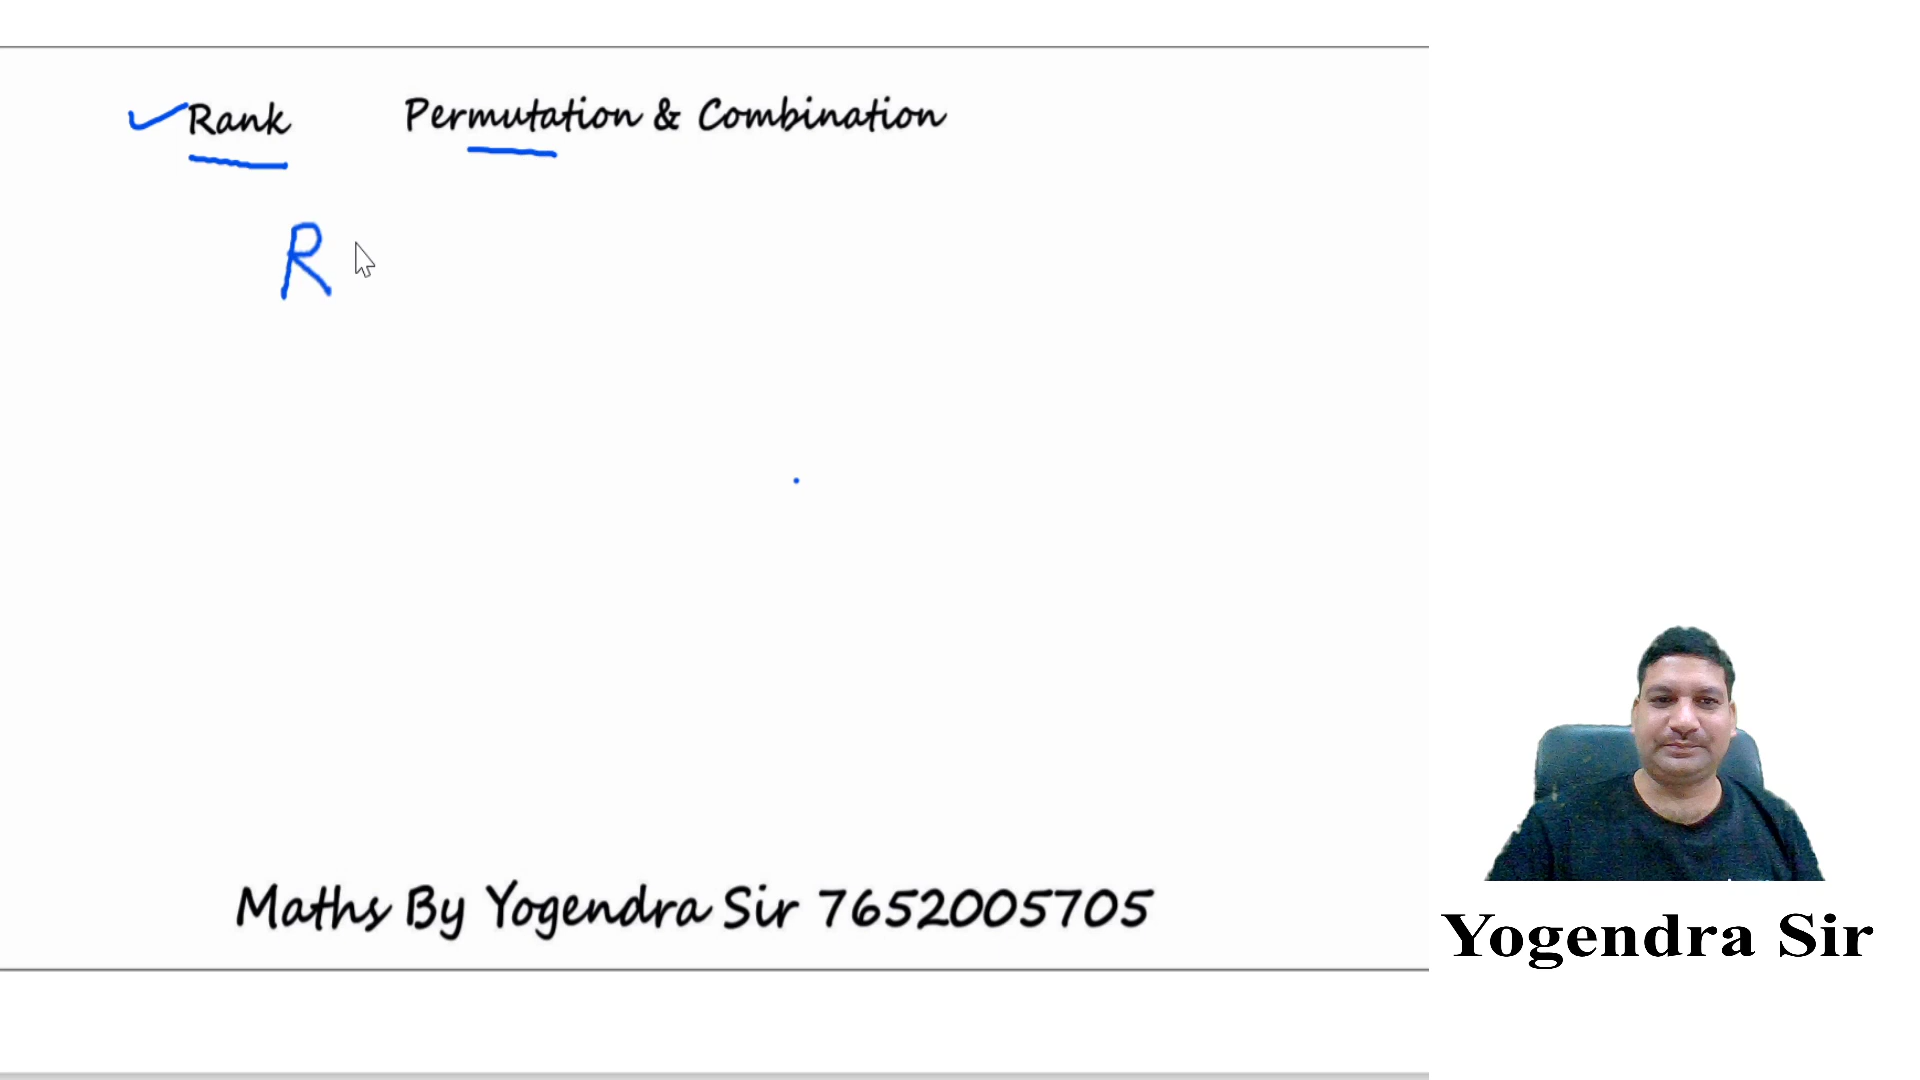 Rank Permutation & Combination
R
Maths By Yogendra Sir 7652005705
Yogendra Sir